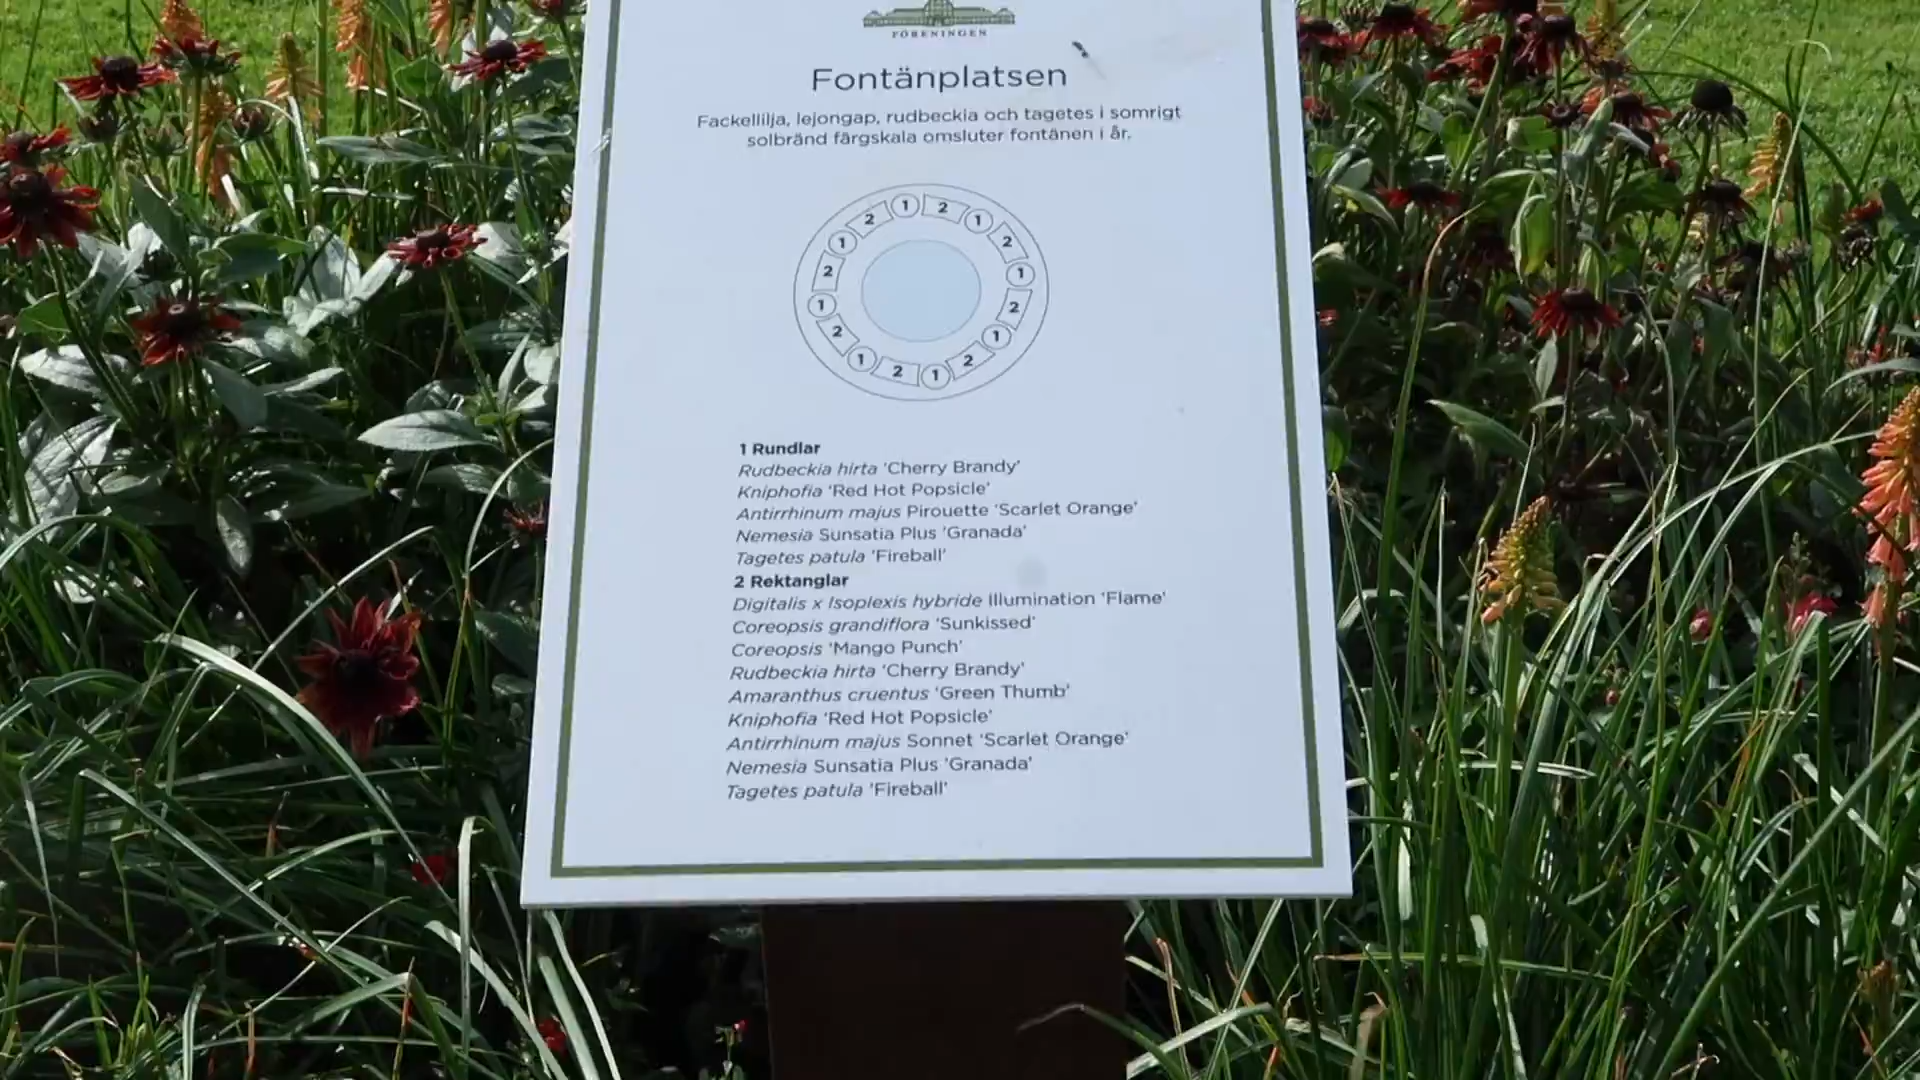 FÖRENINGEN
Fontänplatsen
Fackellilja, lejongap, rudbeckia och tagetes i somrigt
solbränd färgskala omsluter fontänen i år.
1
2
1
2
1
2
1
2
1
2
1
2
1
2
1
2
1 Rundlar
Rudbeckia hirta ‘Cherry Brandy’
Kniphofia ‘Red Hot Popsicle’
Antirrhinum majus Pirouette ‘Scarlet Orange’
Nemesia Sunsatia Plus ‘Granada’
Tagetes patula ‘Fireball’
2 Rektanglar
Digitalis x Isoplexis hybride Illumination ‘Flame’
Coreopsis grandiflora ‘Sunkissed’
Coreopsis ‘Mango Punch’
Rudbeckia hirta ‘Cherry Brandy’
Amaranthus cruentus ‘Green Thumb’
Kniphofia ‘Red Hot Popsicle’
Antirrhinum majus Sonnet ‘Scarlet Orange’
Nemesia Sunsatia Plus ‘Granada’
Tagetes patula ‘Fireball’